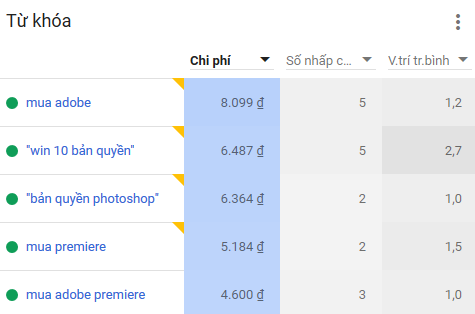 Từ khóa
Chi phí Số nhấp c... V.trí tr.bình
mua adobe 8.099 ₫ 5 1,2
"win 10 bản quyền" 6.487 ₫ 5 2,7
"bản quyền photoshop" 6.364 ₫ 2 1,0
mua premiere 5.184 ₫ 2 1,5
mua adobe premiere 4.600 ₫ 3 1,0